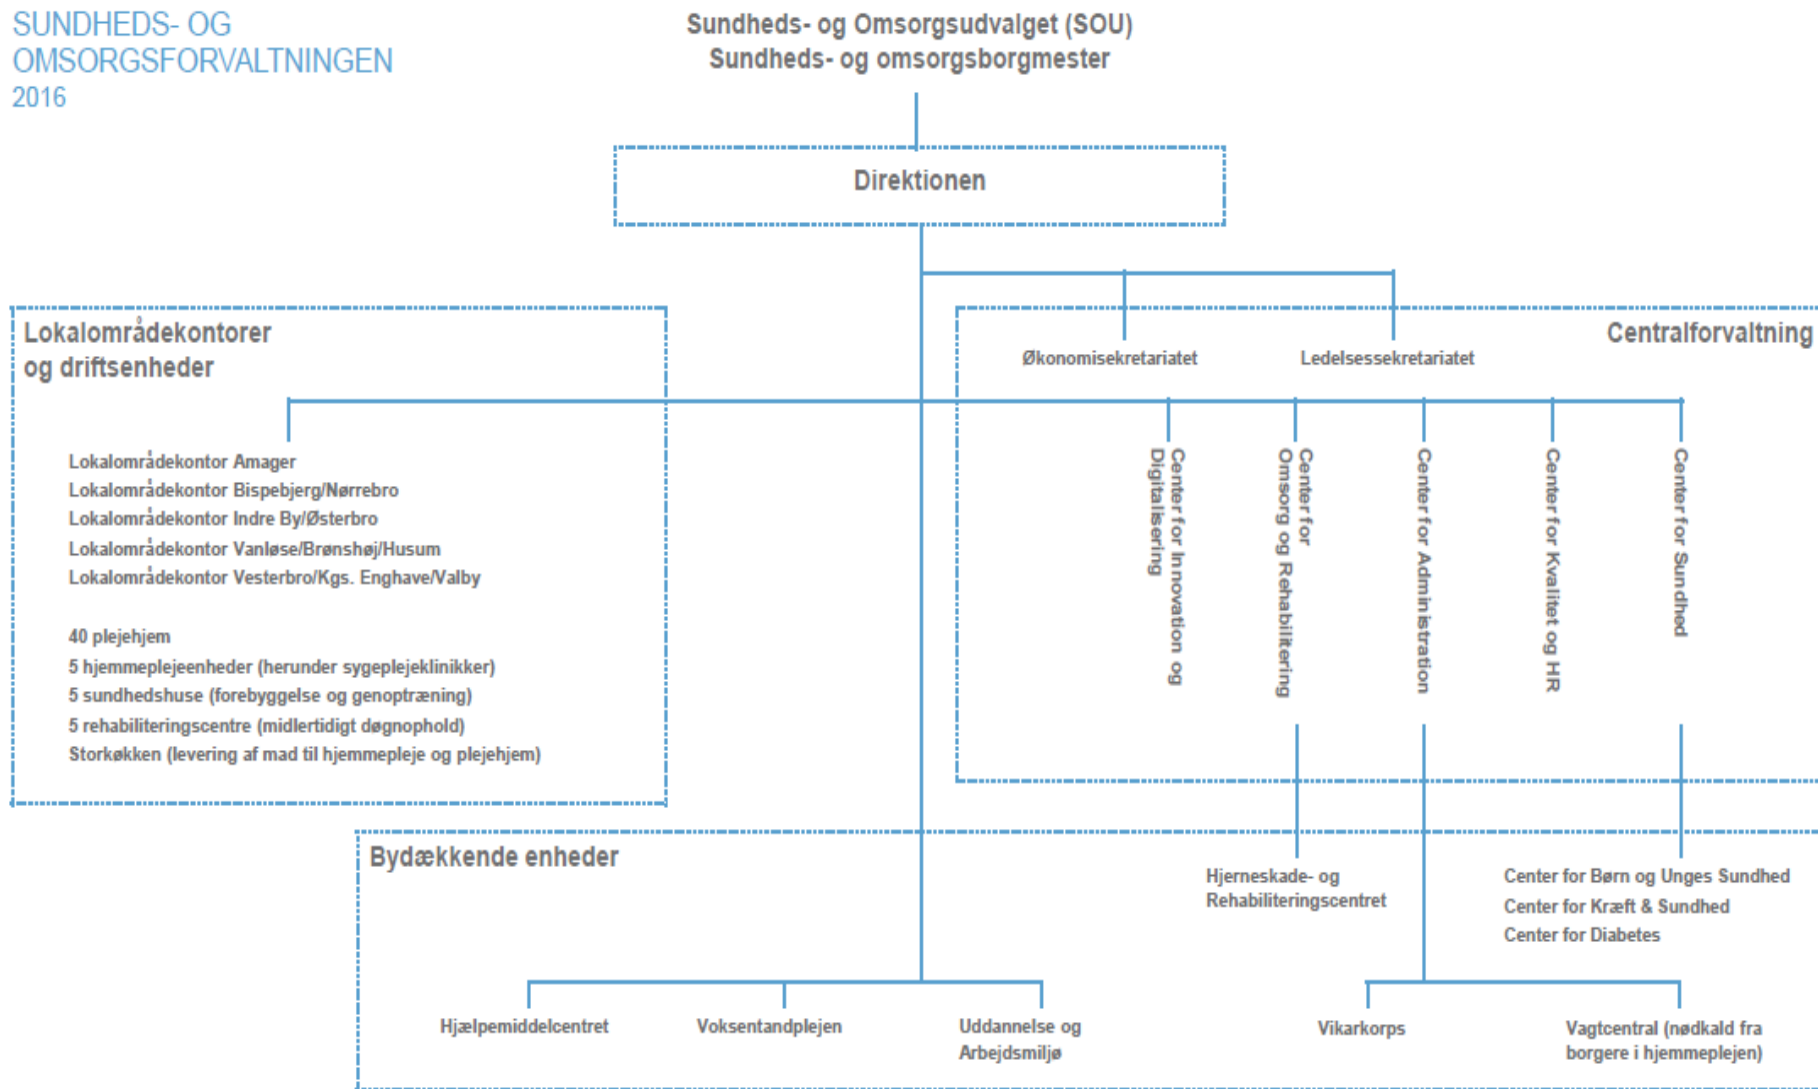 SUNDHEDS- OG
OMSORGSFORVALTNINGEN
2016
Sundheds- og Omsorgsudvalget (SOU)
Sundheds- og omsorgsborgmester
Direktionen
Lokalområdekontorer
og driftsenheder
Lokalområdekontor Amager
Lokalområdekontor Bispebjerg/Nørrebro
Lokalområdekontor Indre By/Østerbro
Lokalområdekontor Vanløse/Brønshøj/Husum
Lokalområdekontor Vesterbro/Kgs. Enghave/Valby
40 plejehjem
5 hjemmeplejeenheder (herunder sygeplejeklinikker)
5 sundhedshuse (forebyggelse og genoptræning)
5 rehabiliteringscentre (midlertidigt døgnophold)
Storkøkken (levering af mad til hjemmepleje og plejehjem)
Centralforvaltning
Økonomisekretariatet
Ledelsessekretariatet
Center for Innovation og
Digitalisering
Center for
Omsorg og Rehabilitering
Center for Administration
Center for Kvalitet og HR
Center for Sundhed
Bydækkende enheder
Hjerneskade- og
Rehabiliteringscentret
Center for Børn og Unges Sundhed
Center for Kræft & Sundhed
Center for Diabetes
Hjælpemiddelcentret
Voksentandplejen
Uddannelse og
Arbejdsmiljø
Vikarkorps
Vagtcentral (nødkald fra
borgere i hjemmeplejen)